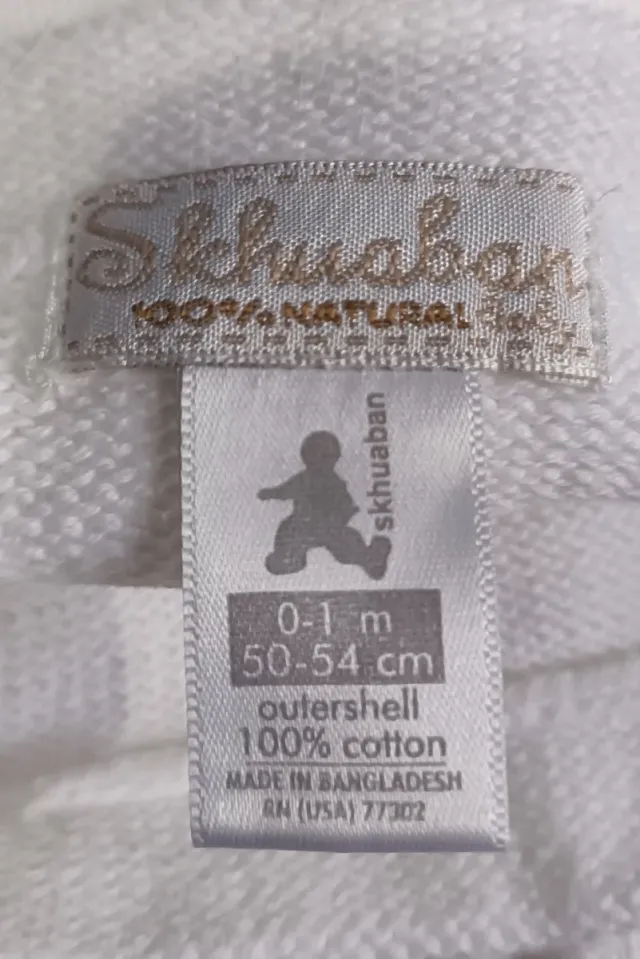 Skhuaban
100% NATURAL
skhuaban
0-1 m
50-54 cm
outershell
100% cotton
MADE IN BANGLADESH
RN (USA) 77302